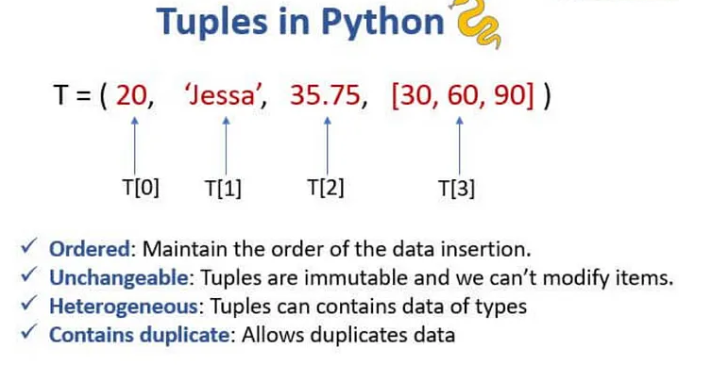 Tuples in Python
T = ( 20, ‘Jessa’, 35.75, [30, 60, 90] )
T[0] T[1] T[2] T[3]
✓ Ordered: Maintain the order of the data insertion.
✓ Unchangeable: Tuples are immutable and we can’t modify items.
✓ Heterogeneous: Tuples can contains data of types
✓ Contains duplicate: Allows duplicates data